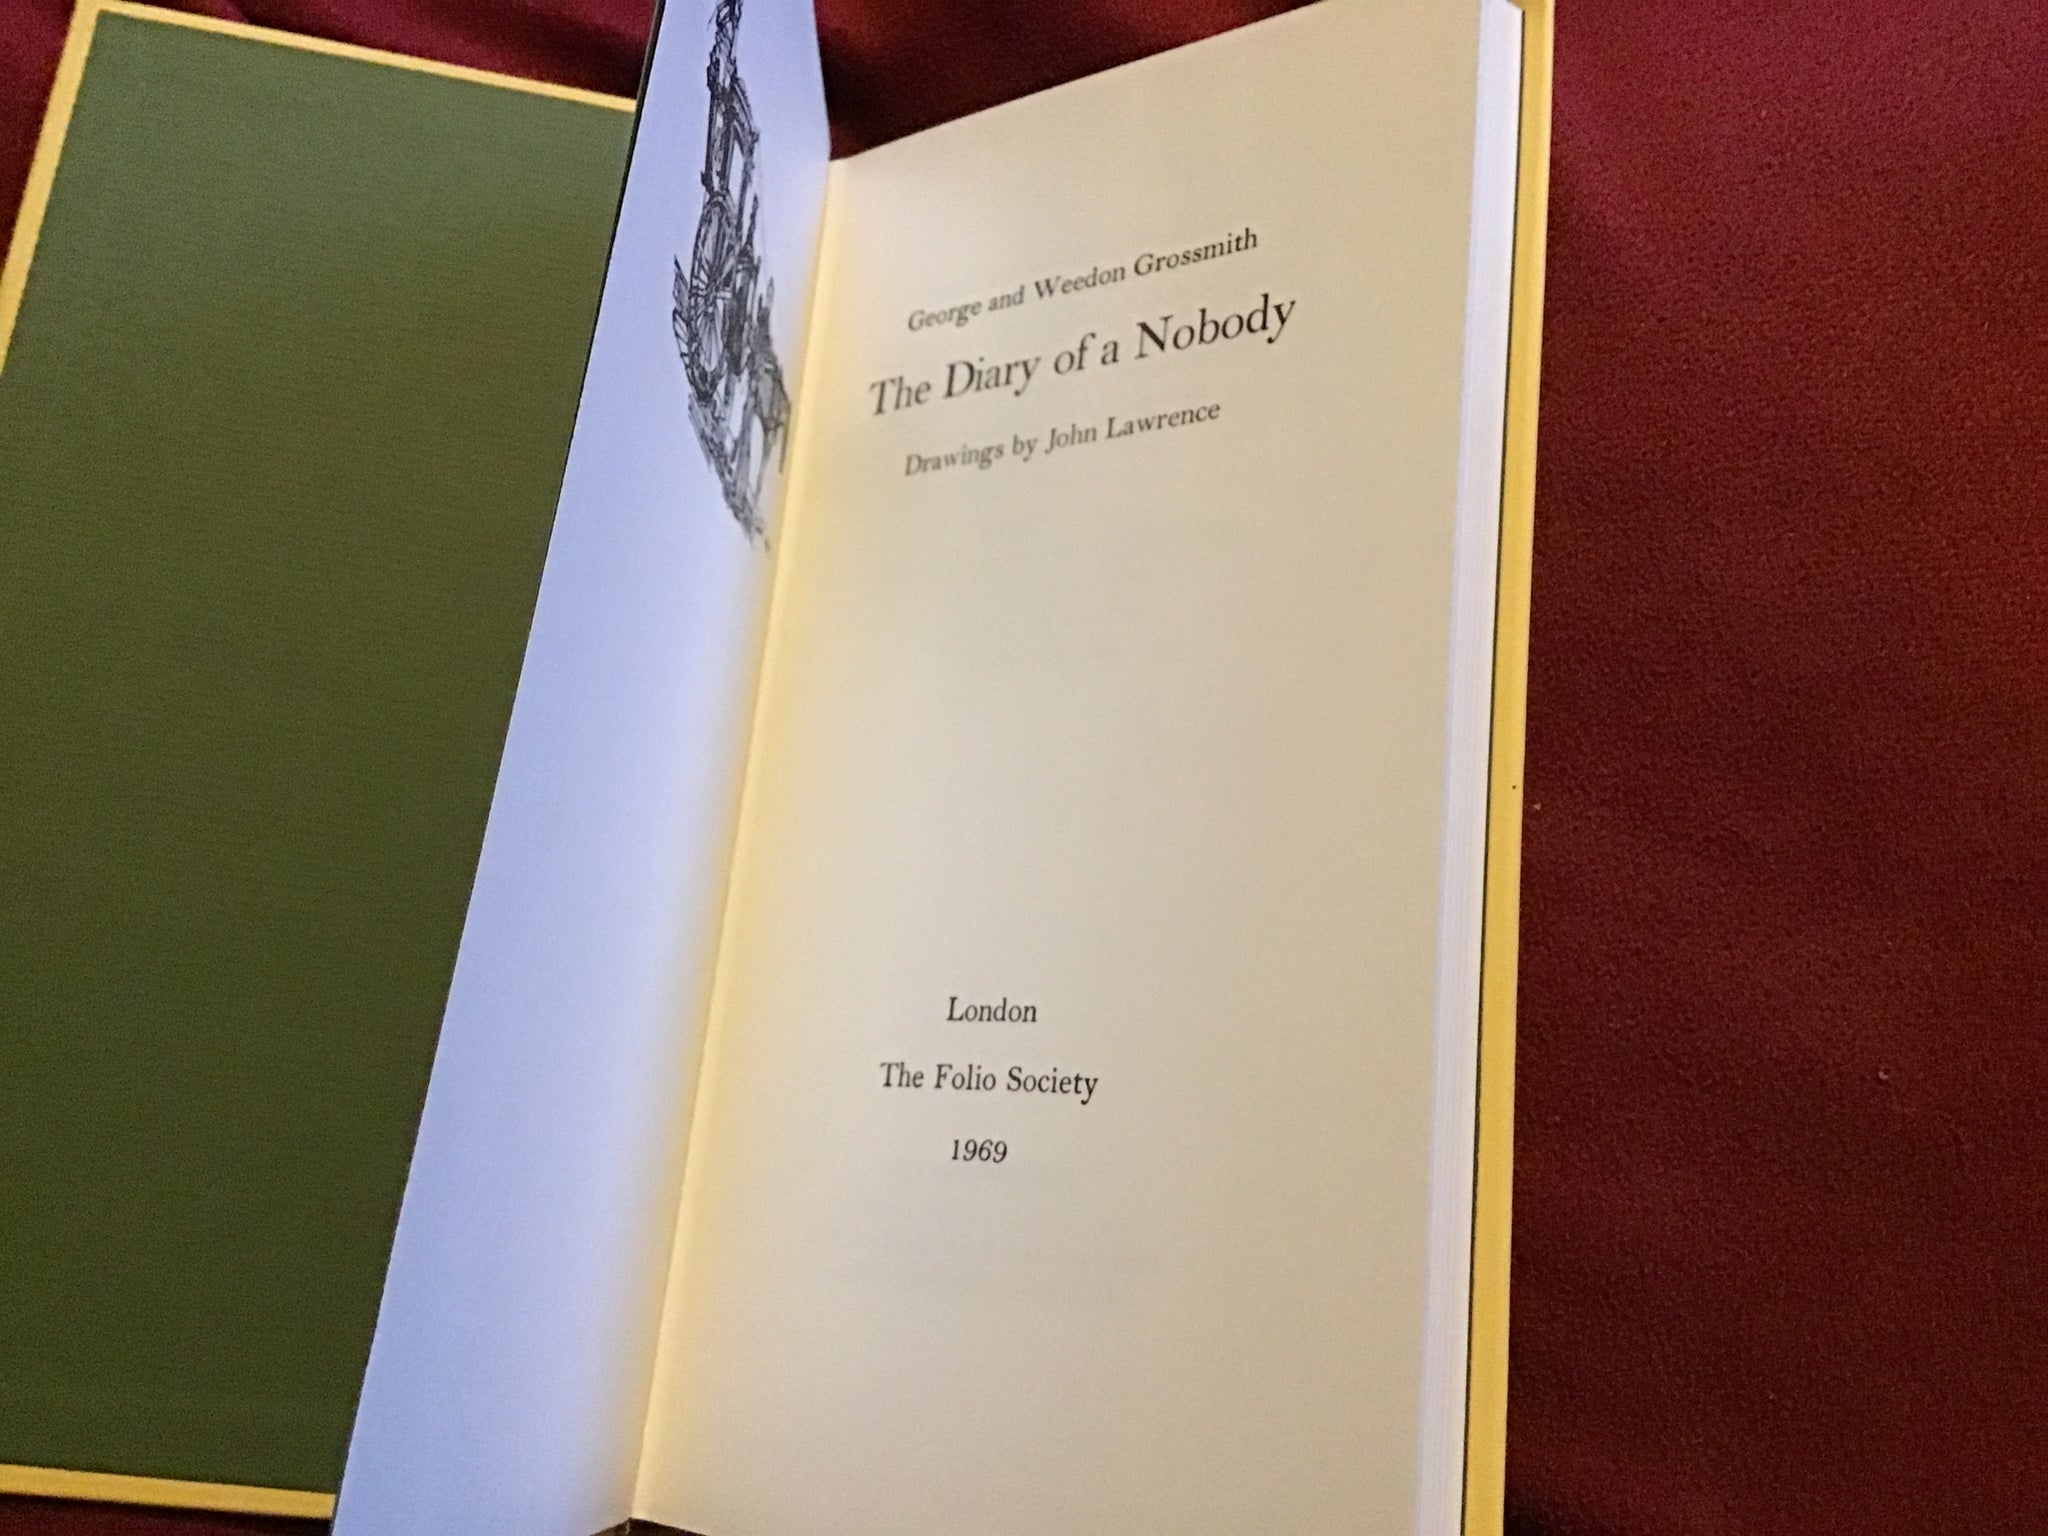 George and Weedon Grossmith
The Diary of a Nobody
Drawings by John Lawrence
London
The Folio Society
1969